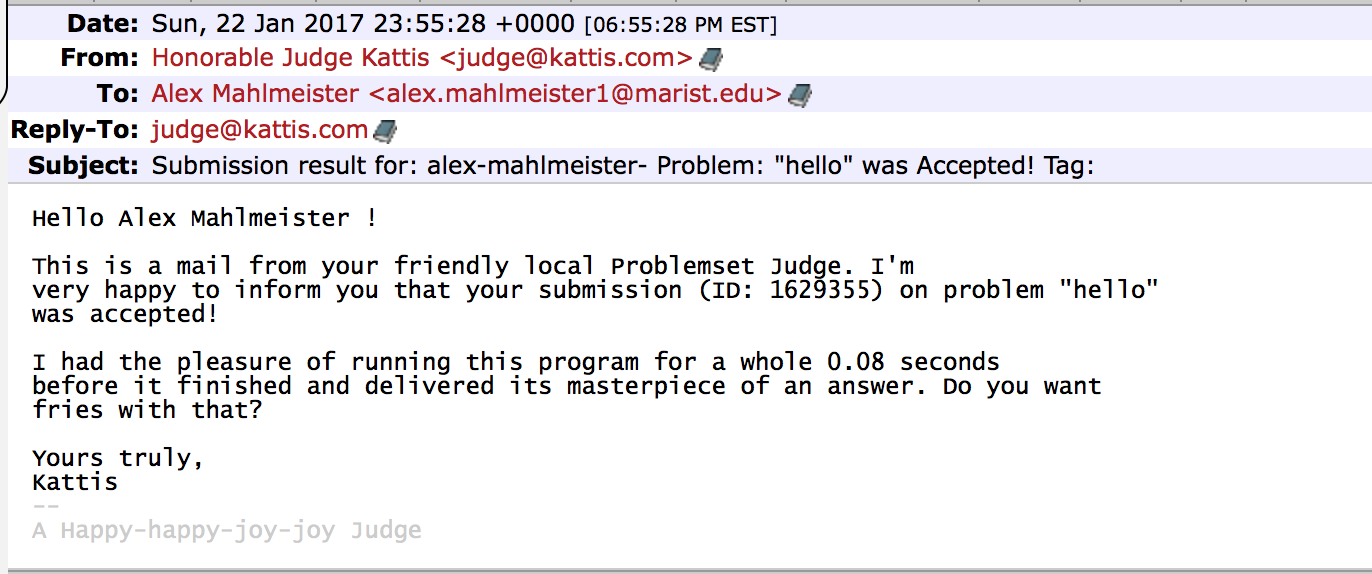 Date: Sun, 22 Jan 2017 23:55:28 +0000 [06:55:28 PM EST]
From: Honorable Judge Kattis <judge@kattis.com>
To: Alex Mahlmeister <alex.mahlmeister1@marist.edu>
Reply-To: judge@kattis.com
Subject: Submission result for: alex-mahlmeister- Problem: "hello" was Accepted! Tag:
Hello Alex Mahlmeister !
This is a mail from your friendly local Problemset Judge. I'm
very happy to inform you that your submission (ID: 1629355) on problem "hello"
was accepted!
I had the pleasure of running this program for a whole 0.08 seconds
before it finished and delivered its masterpiece of an answer. Do you want
fries with that?
Yours truly,
Kattis
--
A Happy-happy-joy-joy Judge